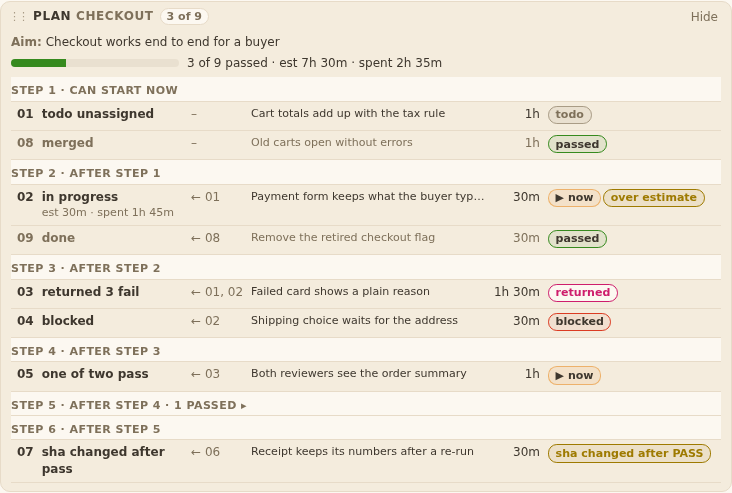 PLAN CHECKOUT 3 of 9 Hide
Aim: Checkout works end to end for a buyer
3 of 9 passed · est 7h 30m · spent 2h 35m
STEP 1 · CAN START NOW
01 todo unassigned – Cart totals add up with the tax rule 1h todo
08 merged – Old carts open without errors 1h passed
STEP 2 · AFTER STEP 1
02 in progress ← 01 Payment form keeps what the buyer typ… 30m ▶ now over estimate
est 30m · spent 1h 45m
09 done ← 08 Remove the retired checkout flag 30m passed
STEP 3 · AFTER STEP 2
03 returned 3 fail ← 01, 02 Failed card shows a plain reason 1h 30m returned
04 blocked ← 02 Shipping choice waits for the address 30m blocked
STEP 4 · AFTER STEP 3
05 one of two pass ← 03 Both reviewers see the order summary 1h ▶ now
STEP 5 · AFTER STEP 4 · 1 PASSED ▸
STEP 6 · AFTER STEP 5
07 sha changed after ← 06 Receipt keeps its numbers after a re-run 30m sha changed after PASS
pass